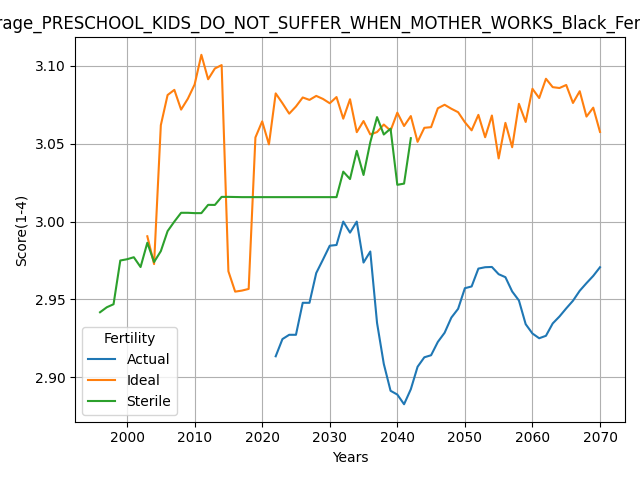 rage_PRESCHOOL_KIDS_DO_NOT_SUFFER_WHEN_MOTHER_WORKS_Black_Fer
3.10
3.05
3.00
2.95
2.90
Score(1-4)
Fertility
Actual
Ideal
Sterile
2000 2010 2020 2030 2040 2050 2060 2070
Years